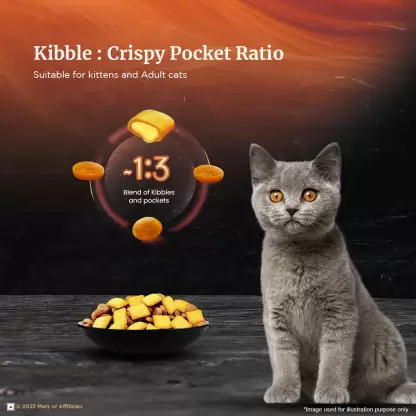 Kibble : Crispy Pocket Ratio
Suitable for kittens and Adult cats
~1:3
Blend of Kibbles
and pockets
© 2023 Mars or Affiliates
*Image used for illustration purpose only